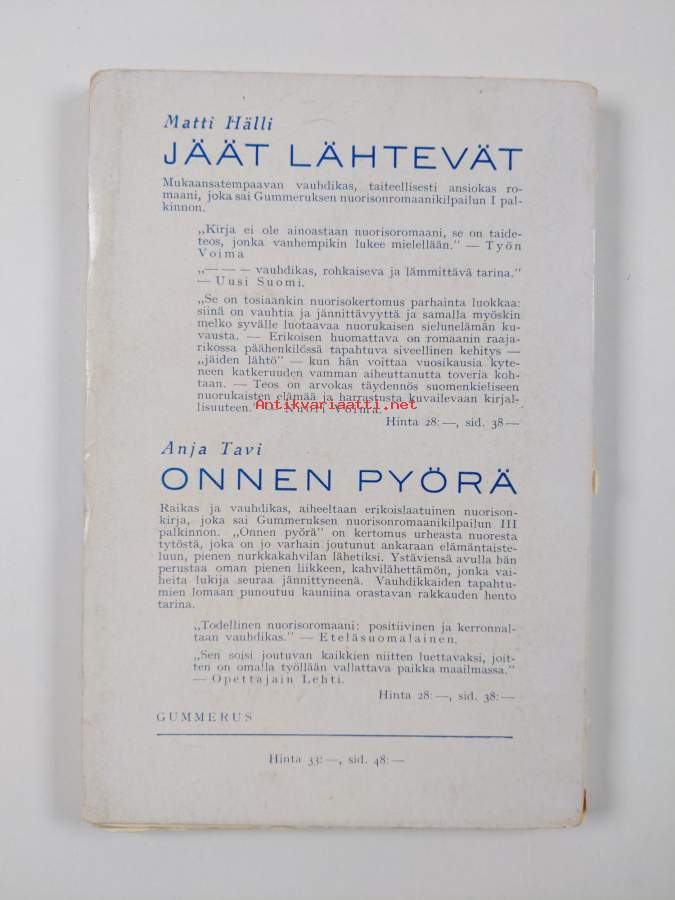 Matti Hälli
JÄÄT LÄHTEVÄT
Mukaansatempaavan vauhdikas, taiteellisesti ansiokas ro-
maani, joka sai Gummeruksen nuorisonromaanikilpailun I pal-
kinnon.
„Kirja ei ole ainoastaan nuorisoromaani, se on taide-
teos, jonka vanhempikin lukee mielellään.” — Työn
Voima
„— — — vauhdikas, rohkaiseva ja lämmittävä tarina.”
— Uusi Suomi.
„Se on tosiaankin nuorisokertomus parhainta luokkaa:
siinä on vauhtia ja jännittävyyttä ja samalla myöskin
melko syvälle luotaavaa nuorukaisen sielunelämän ku-
vausta. — Erikoisen huomattava on romaanin raaja-
rikossa päähenkilössä tapahtuva siveellinen kehitys —
„jäiden lähtö” — kun hän voittaa vuosikausia kyte-
neen katkeruuden vamman aiheuttanutta toveria koh-
taan. — Teos on arvokas täydennös suomenkieliseen
nuorukaisten elämää ja harrastusta kuvailevaan kirjal-
lisuuteen.” — Nuori Voima.
Antikvariaatti.net
Hinta 28: —, sid. 38 —
Anja Tavi
ONNEN PYÖRÄ
Raikas ja vauhdikas, aiheeltaan erikoislaatuinen nuorison-
kirja, joka sai Gummeruksen nuorisonromaanikilpailun III
palkinnon. „Onnen pyörä” on kertomus urheasta nuoresta
tytöstä, joka on jo varhain joutunut ankaraan elämäntaiste-
luun, pienen nurkkakahvilan lähetiksi. Ystäviensä avulla hän
perustaa oman pienen liikkeen, kahvilähettämön, jonka vai-
heita lukija seuraa jännittyneenä. Vauhdikkaiden tapahtu-
mien lomaan punoutuu kauniina orastavan rakkauden hento
tarina.
„Todellinen nuorisoromaani: positiivinen ja kerronnal-
taan vauhdikas.” — Eteläsuomalainen.
„Sen soisi joutuvan kaikkien niitten luettavaksi, joit-
ten on omalla työllään vallattava paikka maailmassa.”
— Opettajain Lehti.
Hinta 28: —, sid. 38: —
GUMMERUS
Hinta 33: —, sid. 48: —